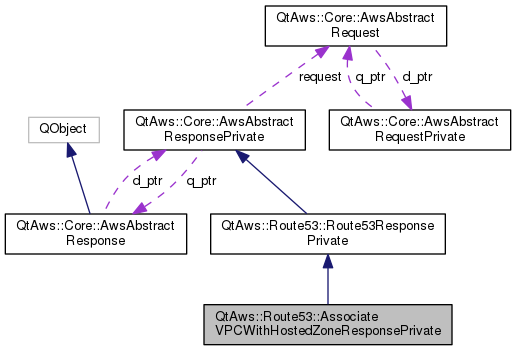 QtAws::Core::AwsAbstract
Request
request
q_ptr
d_ptr
QObject
QtAws::Core::AwsAbstract
ResponsePrivate
QtAws::Core::AwsAbstract
RequestPrivate
d_ptr
q_ptr
QtAws::Core::AwsAbstract
Response
QtAws::Route53::Route53Response
Private
QtAws::Route53::Associate
VPCWithHostedZoneResponsePrivate